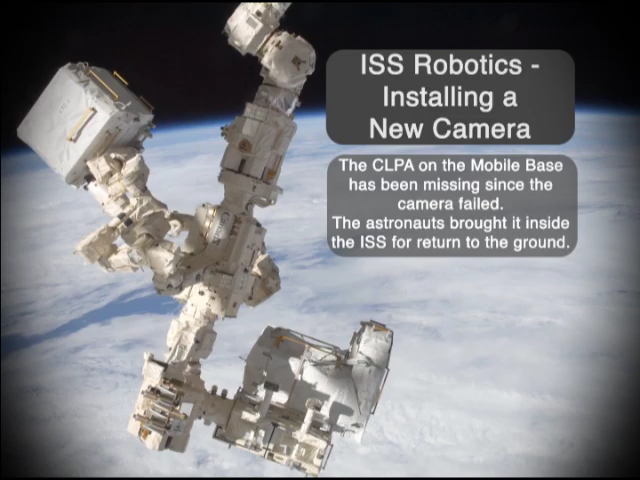 ISS Robotics -
Installing a
New Camera
The CLPA on the Mobile Base
has been missing since the
camera failed.
The astronauts brought it inside
the ISS for return to the ground.